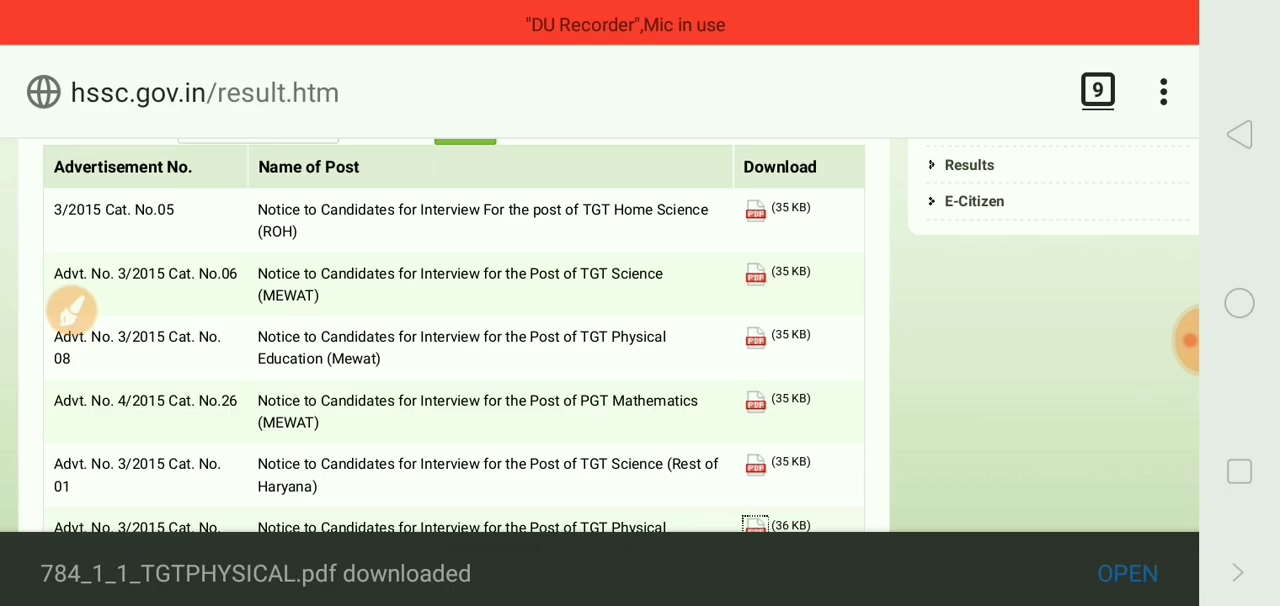 "DU Recorder",Mic in use
hssc.gov.in/result.htm
9
Advertisement No.
Name of Post
Download
3/2015 Cat. No.05
Notice to Candidates for Interview For the post of TGT Home Science
(ROH)
PDF
(35 KB)
Advt. No. 3/2015 Cat. No.06
Notice to Candidates for Interview for the Post of TGT Science
(MEWAT)
PDF
(35 KB)
Advt. No. 3/2015 Cat. No.
08
Notice to Candidates for Interview for the Post of TGT Physical
Education (Mewat)
PDF
(35 KB)
Advt. No. 4/2015 Cat. No.26
Notice to Candidates for Interview for the Post of PGT Mathematics
(MEWAT)
PDF
(35 KB)
Advt. No. 3/2015 Cat. No.
01
Notice to Candidates for Interview for the Post of TGT Science (Rest of
Haryana)
PDF
(35 KB)
Advt. No. 3/2015 Cat. No.
Notice to Candidates for Interview for the Post of TGT Physical
PDF
(36 KB)
Results
E-Citizen
784_1_1_TGTPHYSICAL.pdf downloaded
OPEN